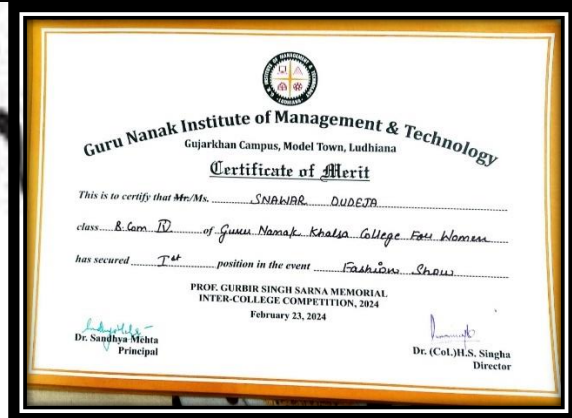 Guru Nanak Institute of Management & Technology
Gujarkhan Campus, Model Town, Ludhiana
Certificate of Merit
This is to certify that Mr./Ms. SNAWAR DUDEJA
class B.Com IV of Guru Nanak Khalsa College For Women
has secured Ist position in the event Fashion Show
PROF. GURBIR SINGH SARNA MEMORIAL
INTER-COLLEGE COMPETITION, 2024
February 23, 2024
Dr. Sandhya Mehta
Principal
Dr. (Col.)H.S. Singha
Director